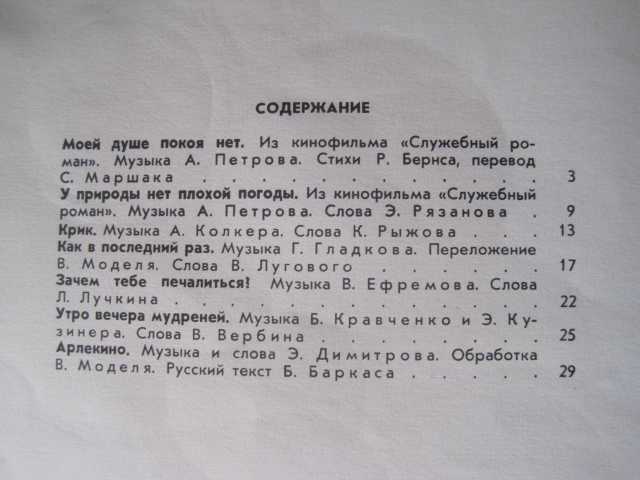 СОДЕРЖАНИЕ
Моей душе покоя нет. Из кинофильма «Служебный ро-
ман». Музыка А. Петрова. Стихи Р. Бернса, перевод
С. Маршака . . . . . . . . . . . . 3
У природы нет плохой погоды. Из кинофильма «Служебный
роман». Музыка А. Петрова. Слова Э. Рязанова . 9
Крик. Музыка А. Колкера. Слова К. Рыжова . . . 13
Как в последний раз. Музыка Г. Гладкова. Переложение
В. Моделя. Слова В. Лугового . . . . . . 17
Зачем тебе печалиться? Музыка В. Ефремова. Слова
Л. Лучкина . . . . . . . . . . . . 22
Утро вечера мудреней. Музыка Б. Кравченко и Э. Ку-
зинера. Слова В. Вербина . . . . . . . 25
Арлекино. Музыка и слова Э. Димитрова. Обработка
В. Моделя. Русский текст Б. Баркаса . . . . 29